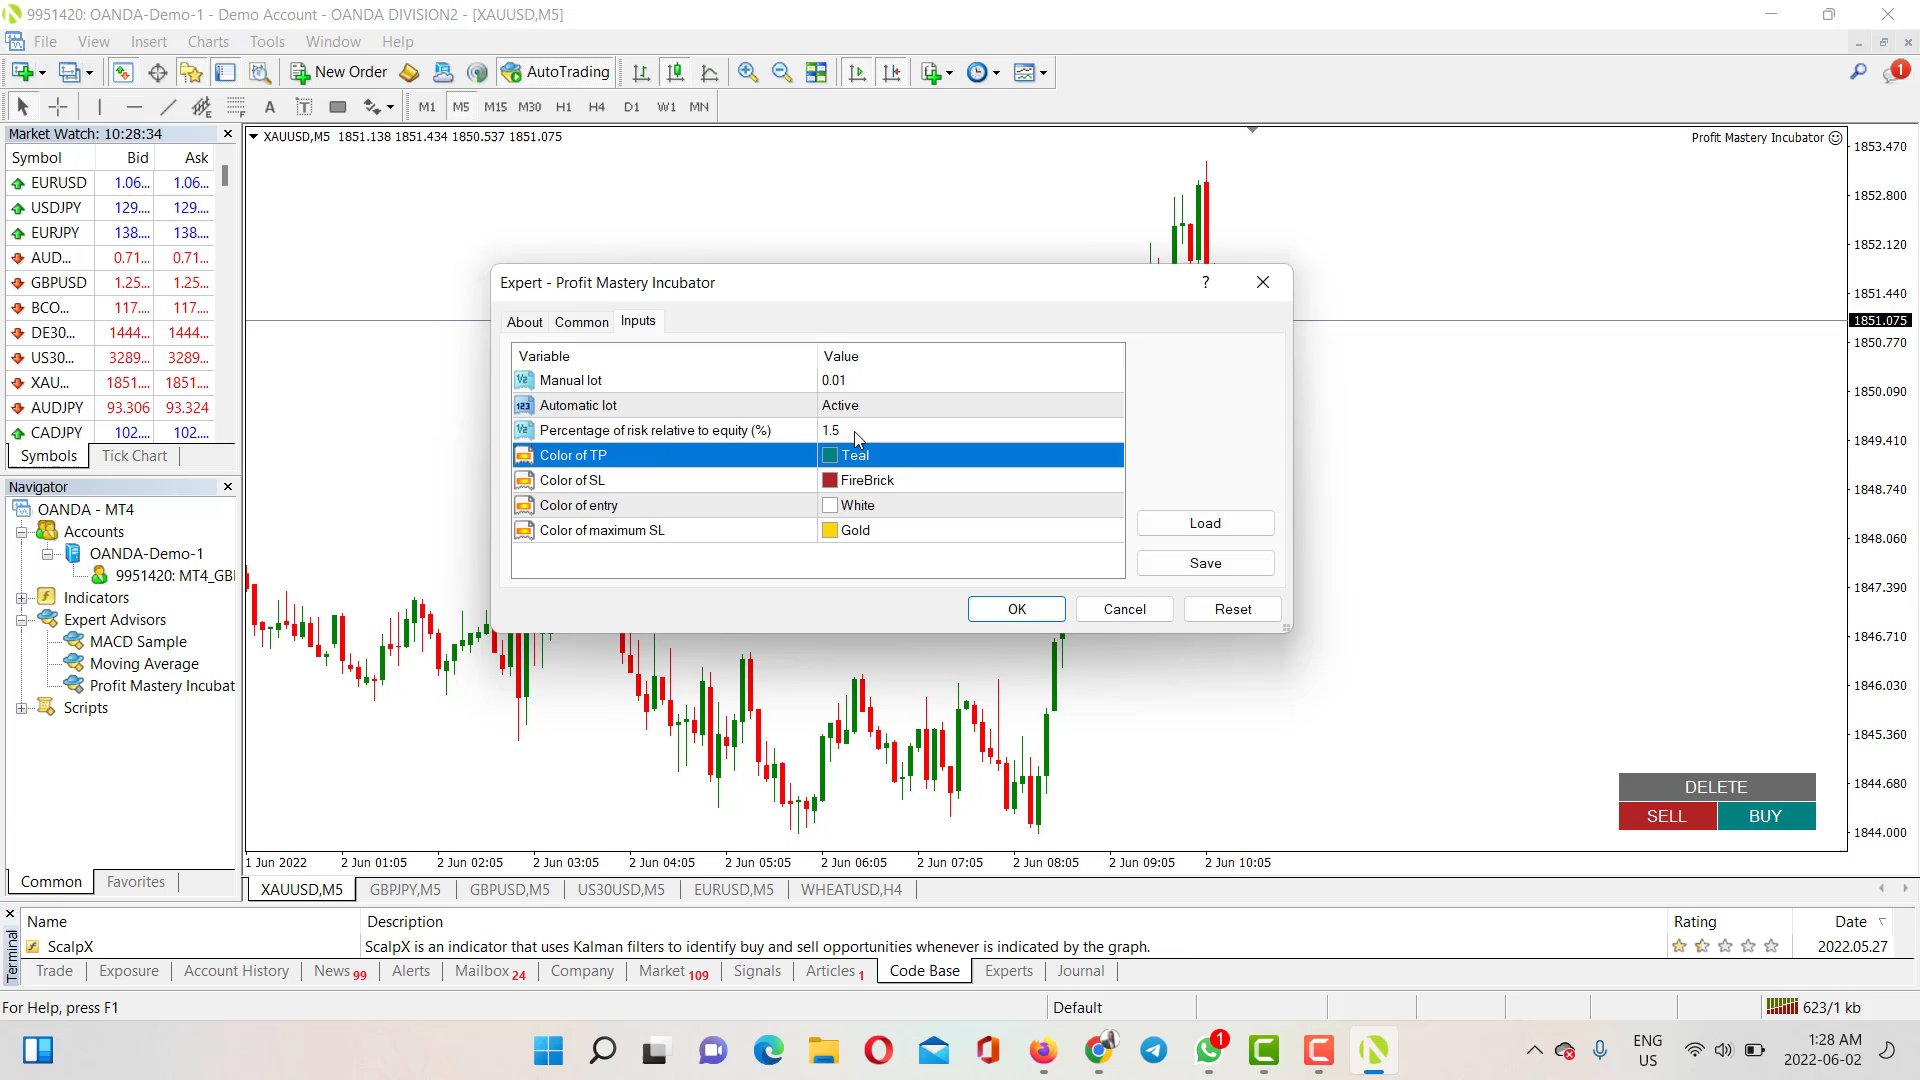 9951420: OANDA-Demo-1 - Demo Account - OANDA DIVISION2 - [XAUUSD,M5]
File View Insert Charts Tools Window Help
New Order AutoTrading 1
A T M1 M5 M15 M30 H1 H4 D1 W1 MN
Market Watch: 10:28:34
Symbol Bid Ask
EURUSD 1.06... 1.06...
USDJPY 129.... 129....
EURJPY 138.... 138....
AUD... 0.71... 0.71...
GBPUSD 1.25... 1.25...
BCO... 117.... 117....
DE30... 1444... 1444...
US30... 3289... 3289...
XAU... 1851.... 1851....
AUDJPY 93.306 93.324
CADJPY 102.... 102....
Symbols Tick Chart
Navigator
OANDA - MT4
Accounts
OANDA-Demo-1
9951420: MT4_GBI
Indicators
Expert Advisors
MACD Sample
Moving Average
Profit Mastery Incubat
Scripts
Common Favorites
XAUUSD,M5 1851.138 1851.434 1850.537 1851.075
Profit Mastery Incubator
1853.470
1852.800
1852.120
1851.440
1851.075
1850.770
1850.090
1849.410
1848.740
1848.060
1847.390
1846.710
1846.030
1845.360
1844.680
1844.000
Expert - Profit Mastery Incubator ?
About Common Inputs
Variable Value
Manual lot 0.01
Automatic lot Active
Percentage of risk relative to equity (%) 1.5
Color of TP Teal
Color of SL FireBrick
Color of entry White
Color of maximum SL Gold
Load
Save
OK Cancel Reset
DELETE
SELL BUY
1 Jun 2022 2 Jun 01:05 2 Jun 02:05 2 Jun 03:05 2 Jun 04:05 2 Jun 05:05 2 Jun 06:05 2 Jun 07:05 2 Jun 08:05 2 Jun 09:05 2 Jun 10:05
XAUUSD,M5 GBPJPY,M5 GBPUSD,M5 US30USD,M5 EURUSD,M5 WHEATUSD,H4
Terminal
Name Description Rating Date
ScalpX ScalpX is an indicator that uses Kalman filters to identify buy and sell opportunities whenever is indicated by the graph. 2022.05.27
Trade Exposure Account History News 99 Alerts Mailbox 24 Company Market 109 Signals Articles 1 Code Base Experts Journal
For Help, press F1 Default 623/1 kb
1 ENG US 1:28 AM 2022-06-02